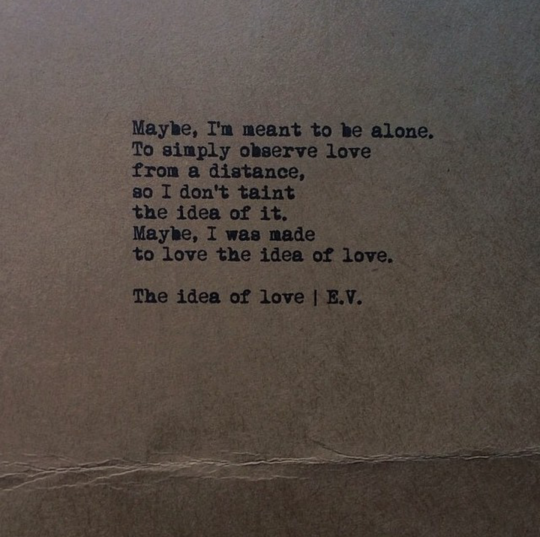 Maybe, I'm meant to be alone.
To simply observe love
from a distance,
so I don't taint
the idea of it.
Maybe, I was made
to love the idea of love.
The idea of love | E.V.